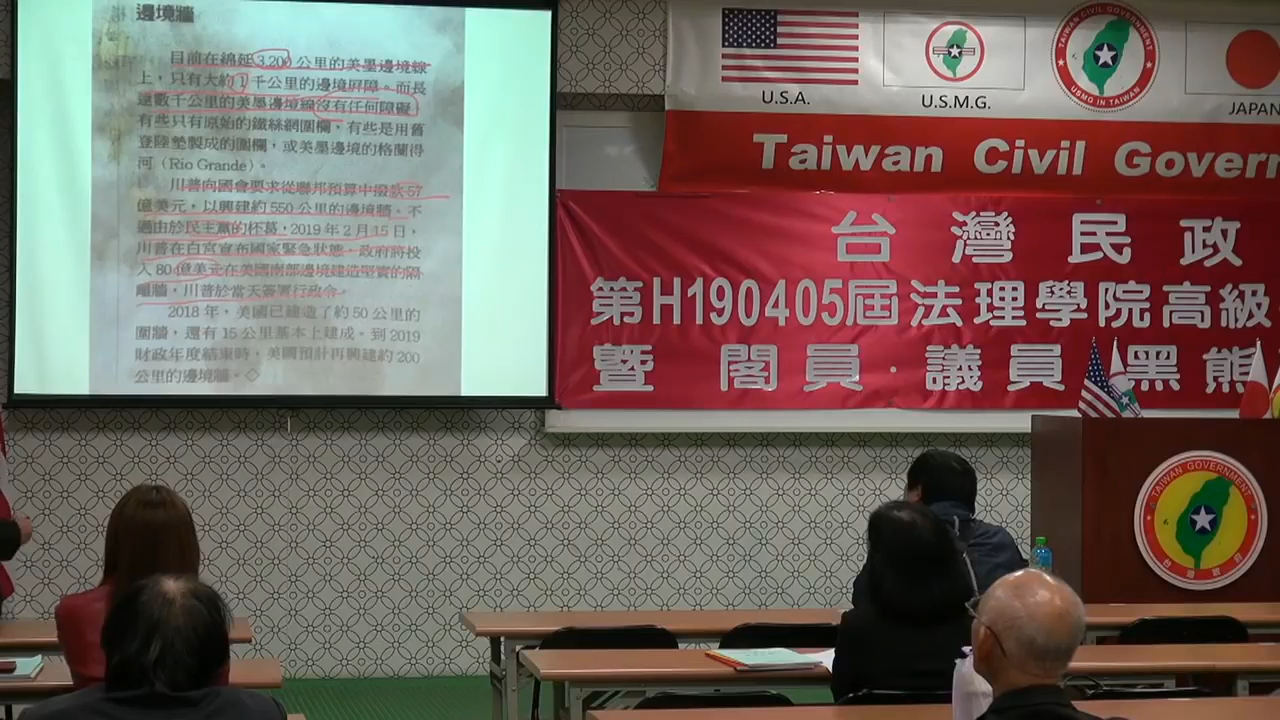 邊境牆
目前在綿延3,200公里的美墨邊境線
上，只有大約1千公里的邊境屏障。而長
達數千公里的美墨邊境線沒有任何障礙，
有些只有原始的鐵絲網圍欄，有些是用舊
登陸墊製成的圍欄，或美墨邊境的格蘭得
河（Rio Grande）。
川普向國會要求從聯邦預算中撥款57
億美元，以興建約550公里的邊境牆。不
過由於民主黨的杯葛，2019年2月15日，
川普在白宮宣布國家緊急狀態，政府將投
入80億美元在美國南部邊境建造堅實的隔
離牆，川普於當天簽署行政令。
2018年，美國已建造了約50公里的
圍牆，還有15公里基本上建成。到2019
財政年度結束時，美國預計再興建約200
公里的邊境牆。◇
U.S.A.
U.S.M.G.
TAIWAN CIVIL GOVERNMENT
USMG IN TAIWAN
JAPAN
Taiwan Civil Govern
台灣民政
第H190405屆法理學院高級
暨 閣員·議員 黑熊
TAIWAN GOVERNMENT
台灣政府